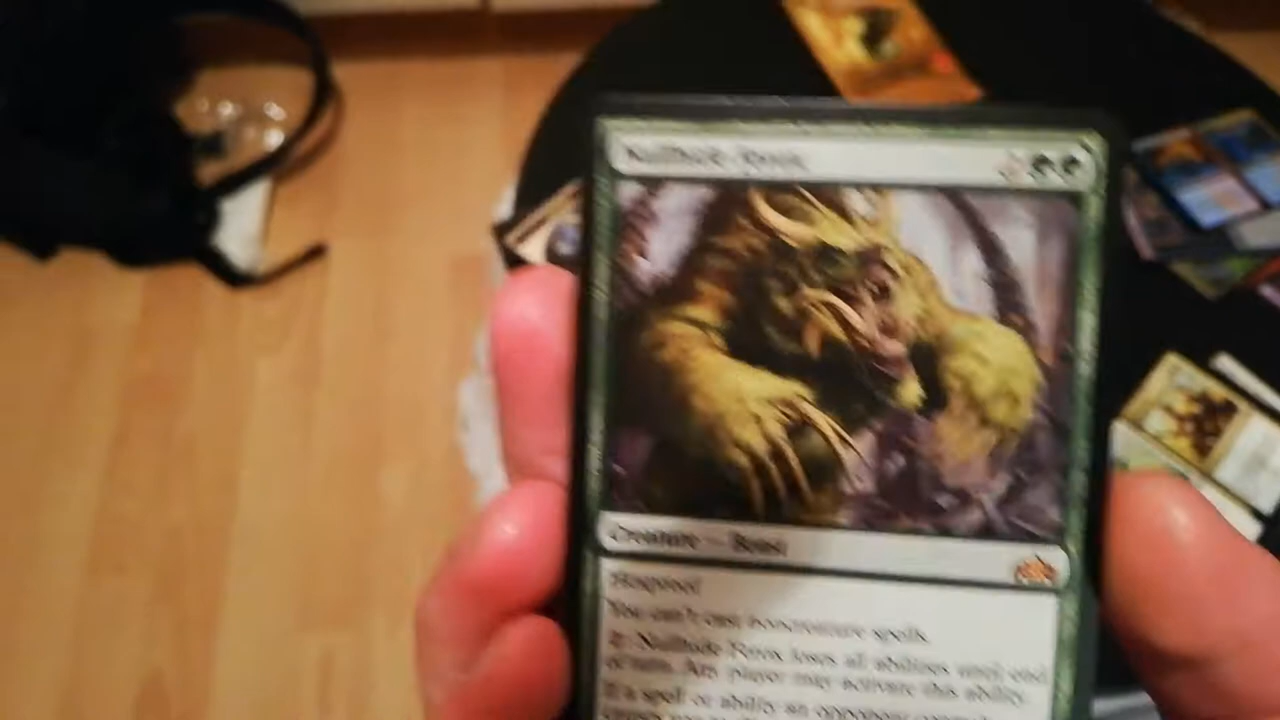 Nullhide Ferox
Creature — Beast
Hexproof
You can't cast noncreature spells.
: Nullhide Ferox loses all abilities until end
of turn. Any player may activate this ability.
If a spell or ability an opponent controls